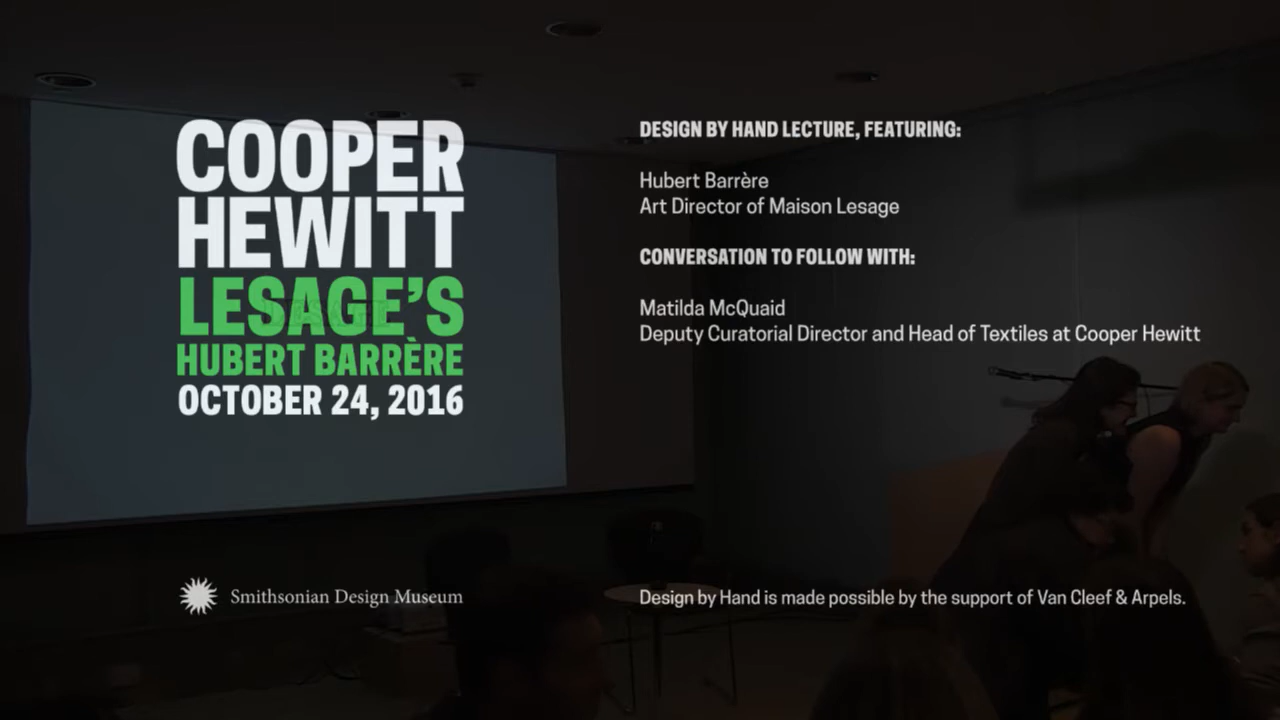 COOPER
HEWITT
LESAGE'S
HUBERT BARRÈRE
OCTOBER 24, 2016
DESIGN BY HAND LECTURE, FEATURING:
Hubert Barrère
Art Director of Maison Lesage
CONVERSATION TO FOLLOW WITH:
Matilda McQuaid
Deputy Curatorial Director and Head of Textiles at Cooper Hewitt
Smithsonian Design Museum
Design by Hand is made possible by the support of Van Cleef & Arpels.